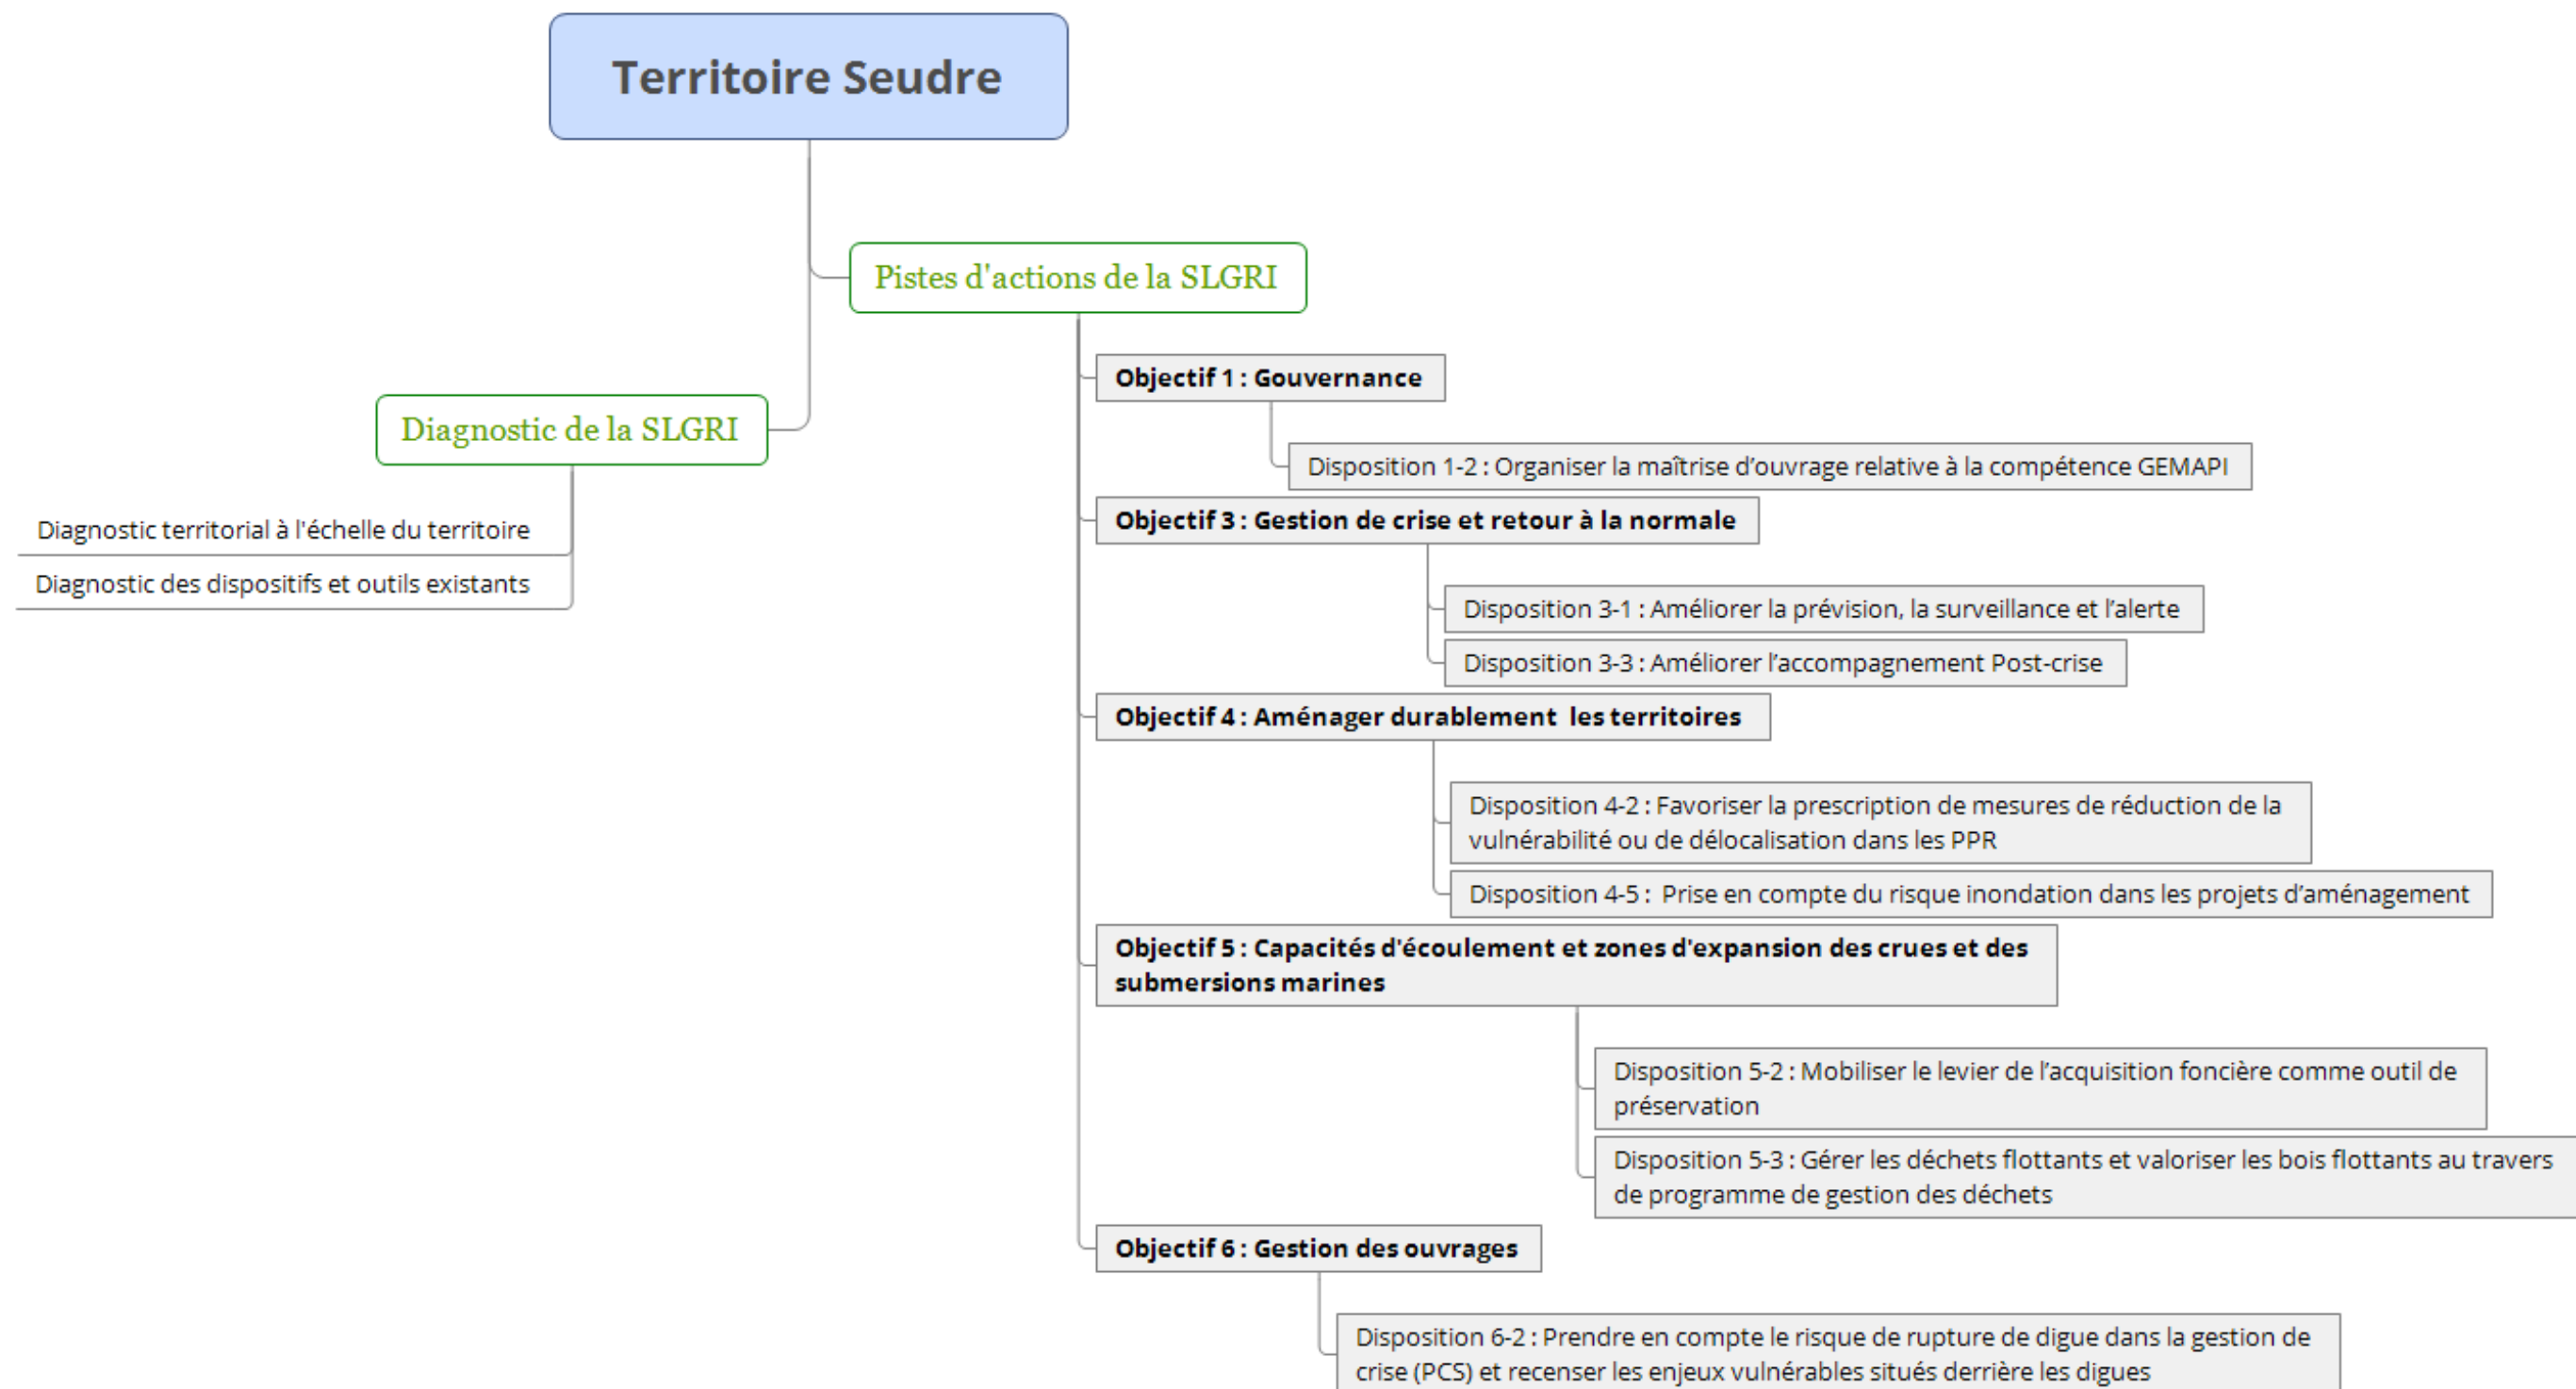 Territoire Seudre
Pistes d'actions de la SLGRI
Objectif 1 : Gouvernance
Diagnostic de la SLGRI
Disposition 1-2 : Organiser la maîtrise d’ouvrage relative à la compétence GEMAPI
Objectif 3 : Gestion de crise et retour à la normale
Diagnostic territorial à l'échelle du territoire
Diagnostic des dispositifs et outils existants
Disposition 3-1 : Améliorer la prévision, la surveillance et l’alerte
Disposition 3-3 : Améliorer l’accompagnement Post-crise
Objectif 4 : Aménager durablement  les territoires
Disposition 4-2 : Favoriser la prescription de mesures de réduction de la
vulnérabilité ou de délocalisation dans les PPR
Disposition 4-5 :  Prise en compte du risque inondation dans les projets d’aménagement
Objectif 5 : Capacités d'écoulement et zones d'expansion des crues et des
submersions marines
Disposition 5-2 : Mobiliser le levier de l’acquisition foncière comme outil de
préservation
Disposition 5-3 : Gérer les déchets flottants et valoriser les bois flottants au travers
de programme de gestion des déchets
Objectif 6 : Gestion des ouvrages
Disposition 6-2 : Prendre en compte le risque de rupture de digue dans la gestion de
crise (PCS) et recenser les enjeux vulnérables situés derrière les digues